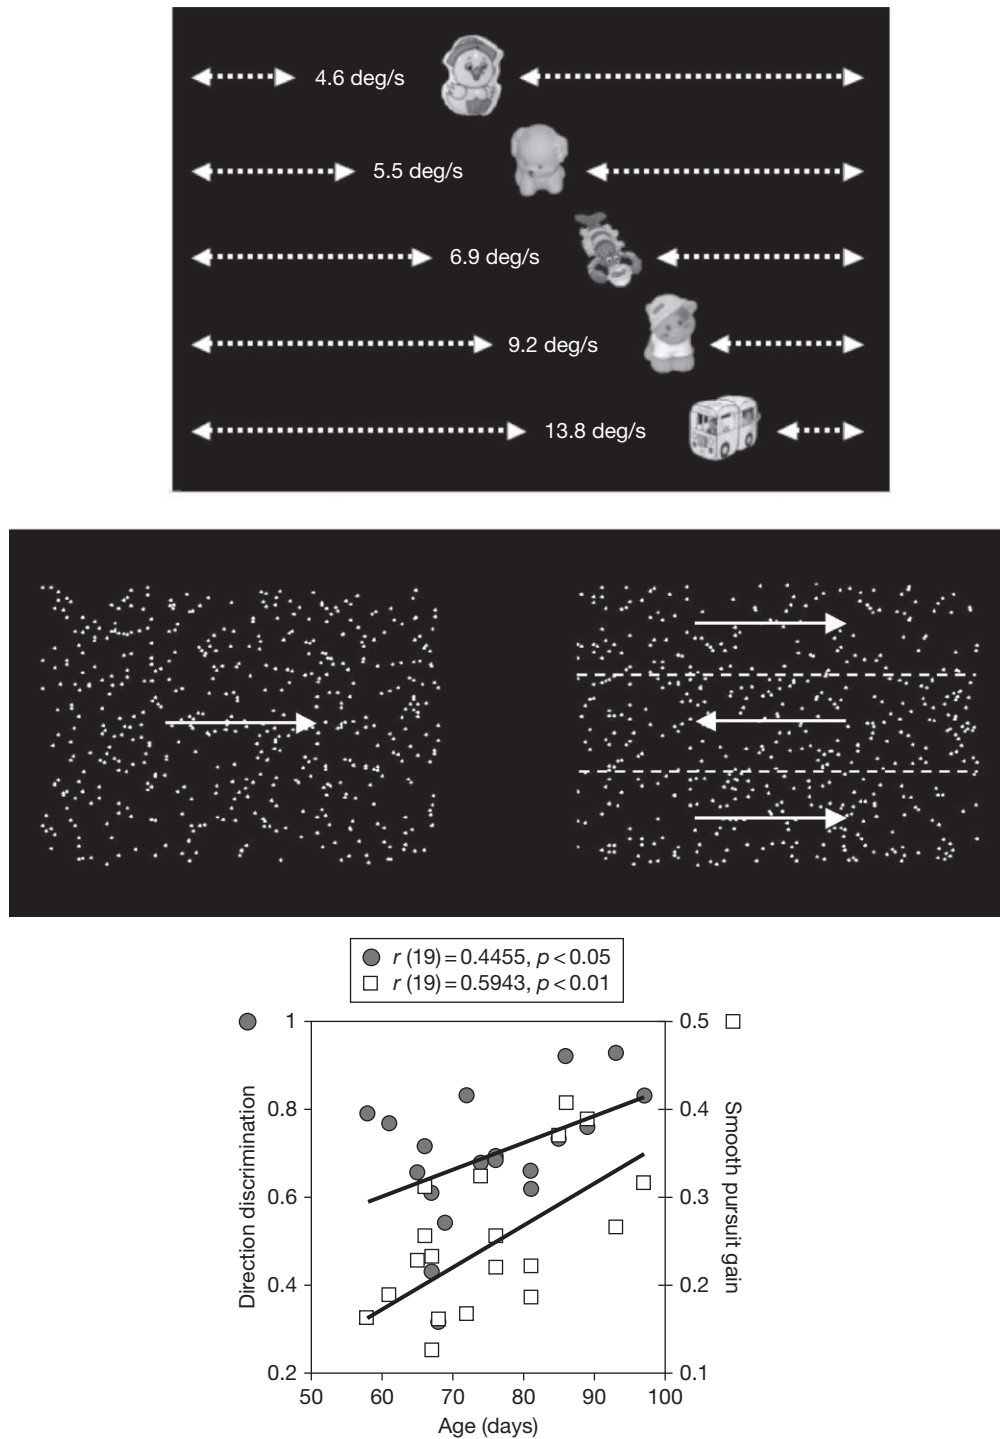 4.6 deg/s
5.5 deg/s
6.9 deg/s
9.2 deg/s
13.8 deg/s
r (19) = 0.4455, p < 0.05
r (19) = 0.5943, p < 0.01
1
0.8
0.6
0.4
0.2
Direction discrimination
0.5
0.4
0.3
0.2
0.1
Smooth pursuit gain
50 60 70 80 90 100
Age (days)